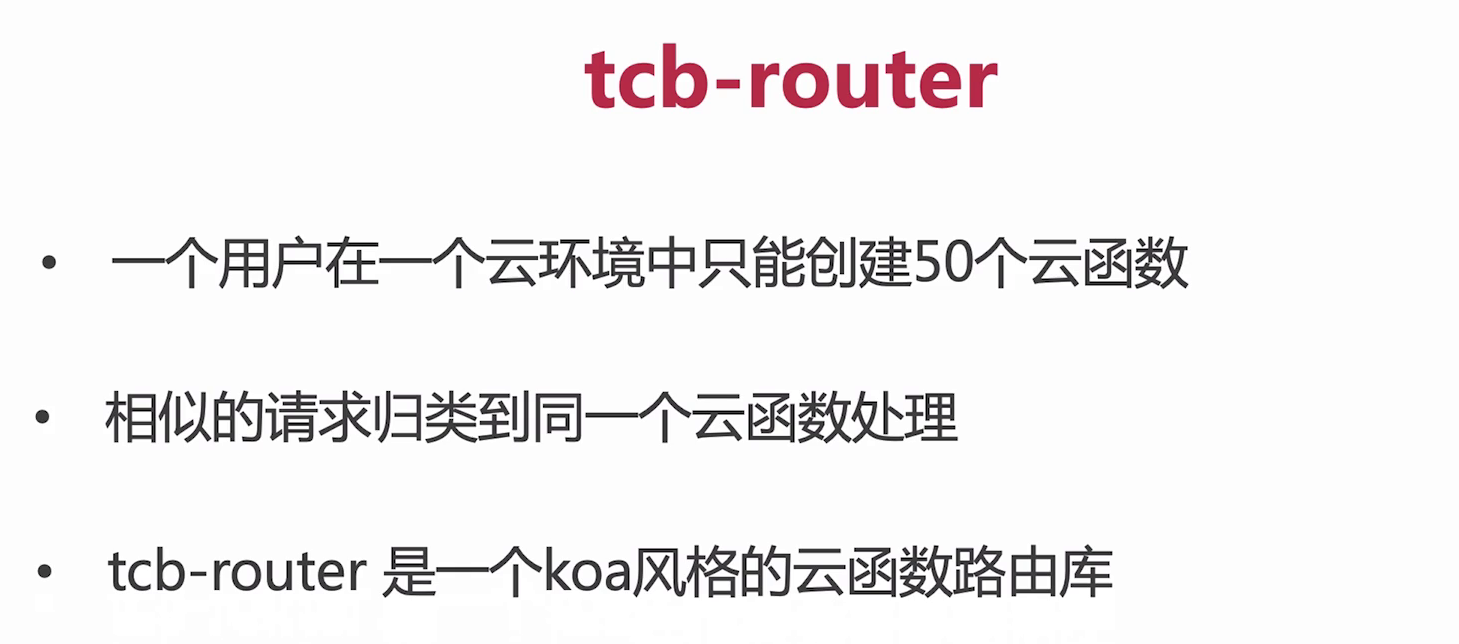 tcb-router
• 一个用户在一个云环境中只能创建50个云函数
• 相似的请求归类到同一个云函数处理
• tcb-router 是一个koa风格的云函数路由库